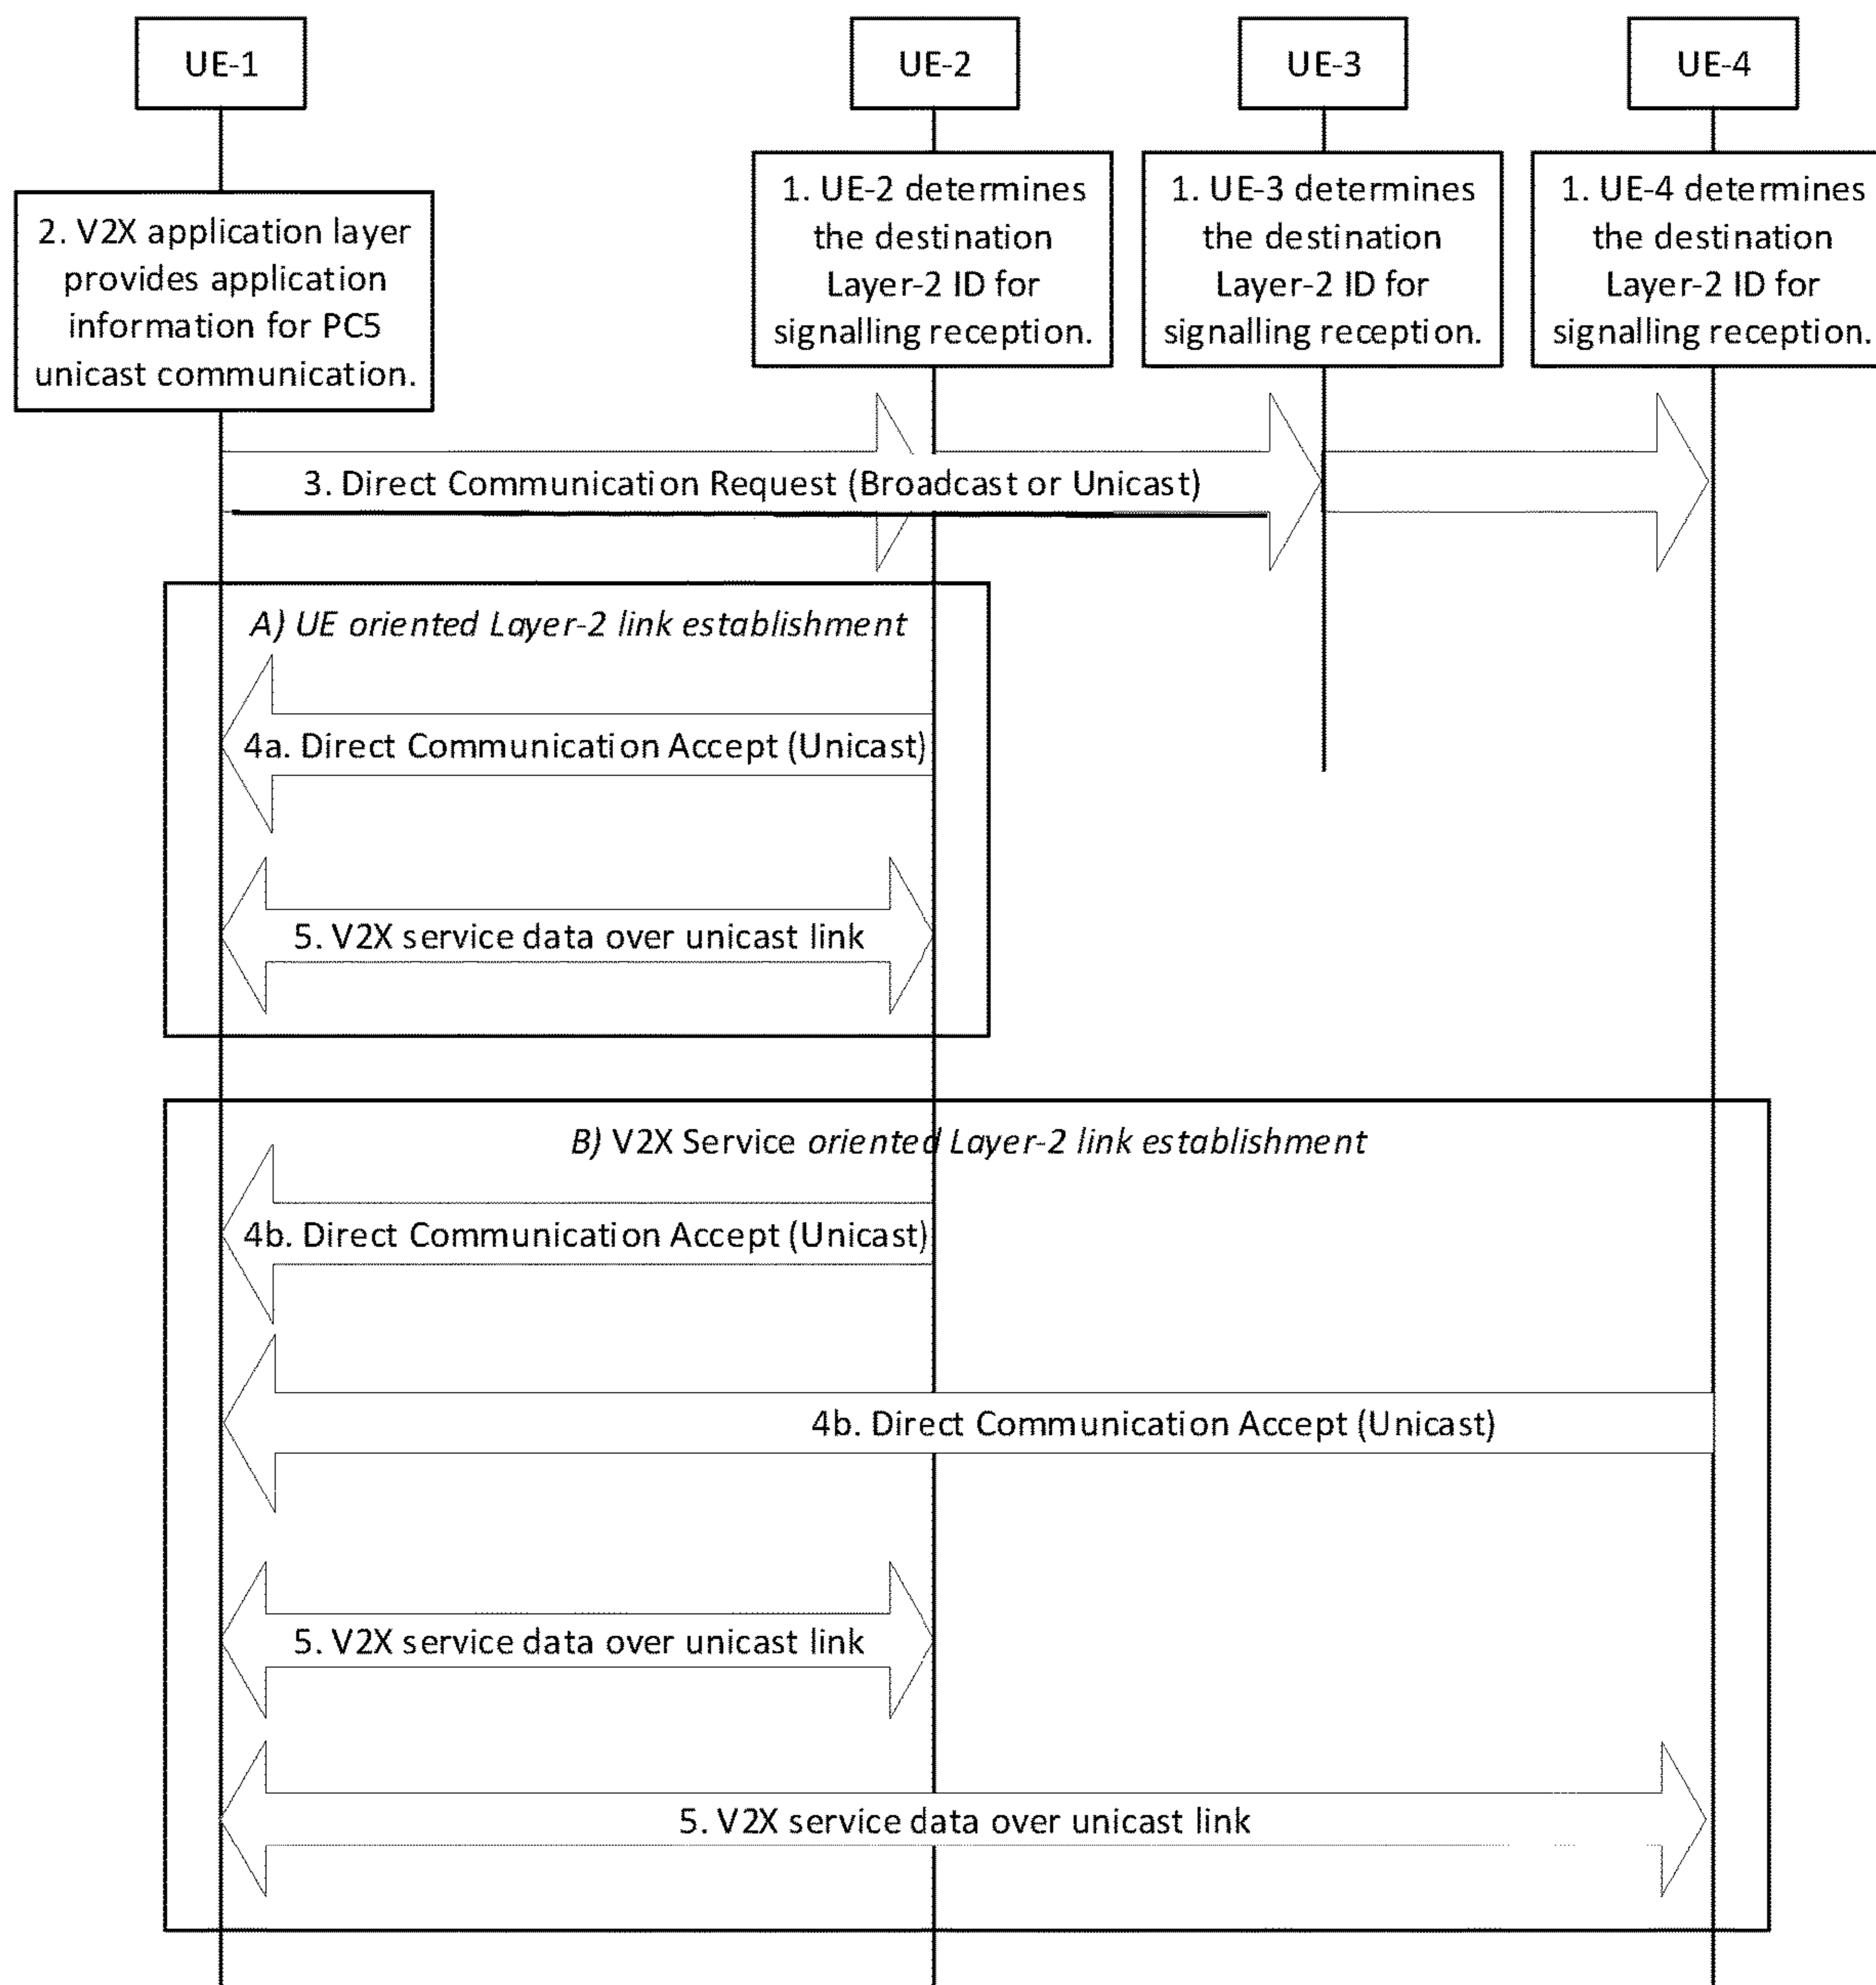 UE-1
UE-2
UE-3
UE-4
1. UE-2 determines
the destination
Layer-2 ID for
signalling reception.
1. UE-3 determines
the destination
Layer-2 ID for
signalling reception.
1. UE-4 determines
the destination
Layer-2 ID for
signalling reception.
2. V2X application layer
provides application
information for PC5
unicast communication.
3. Direct Communication Request (Broadcast or Unicast)
A) UE oriented Layer-2 link establishment
4a. Direct Communication Accept (Unicast)
5. V2X service data over unicast link
B) V2X Service oriented Layer-2 link establishment
4b. Direct Communication Accept (Unicast)
4b. Direct Communication Accept (Unicast)
5. V2X service data over unicast link
5. V2X service data over unicast link